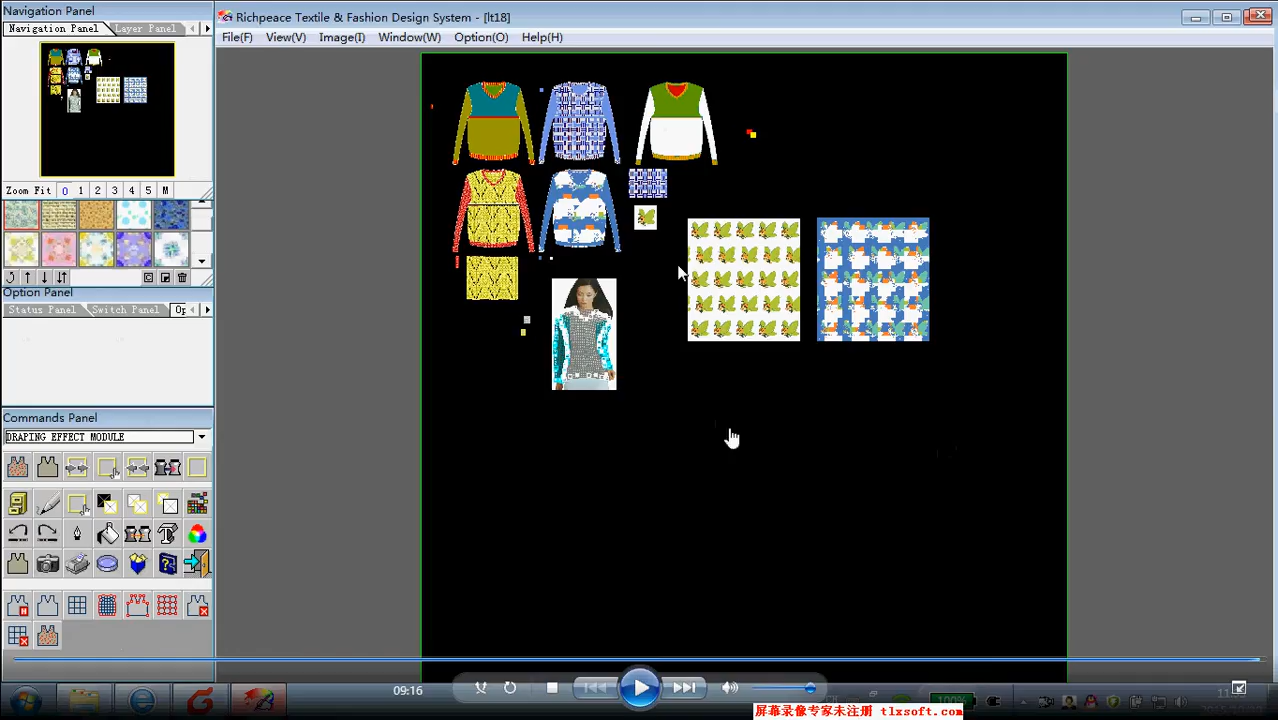 Navigation Panel
Richpeace Textile & Fashion Design System - [lt18]
Navigation Panel
Layer Panel
File(F) View(V) Image(I) Window(W) Option(O) Help(H)
Zoom Fit 0 1 2 3 4 5 M
Option Panel
Status Panel Switch Panel Op
Commands Panel
DRAPING EFFECT MODULE
09:16
100%
屏幕录像专家未注册 tlxsoft.com